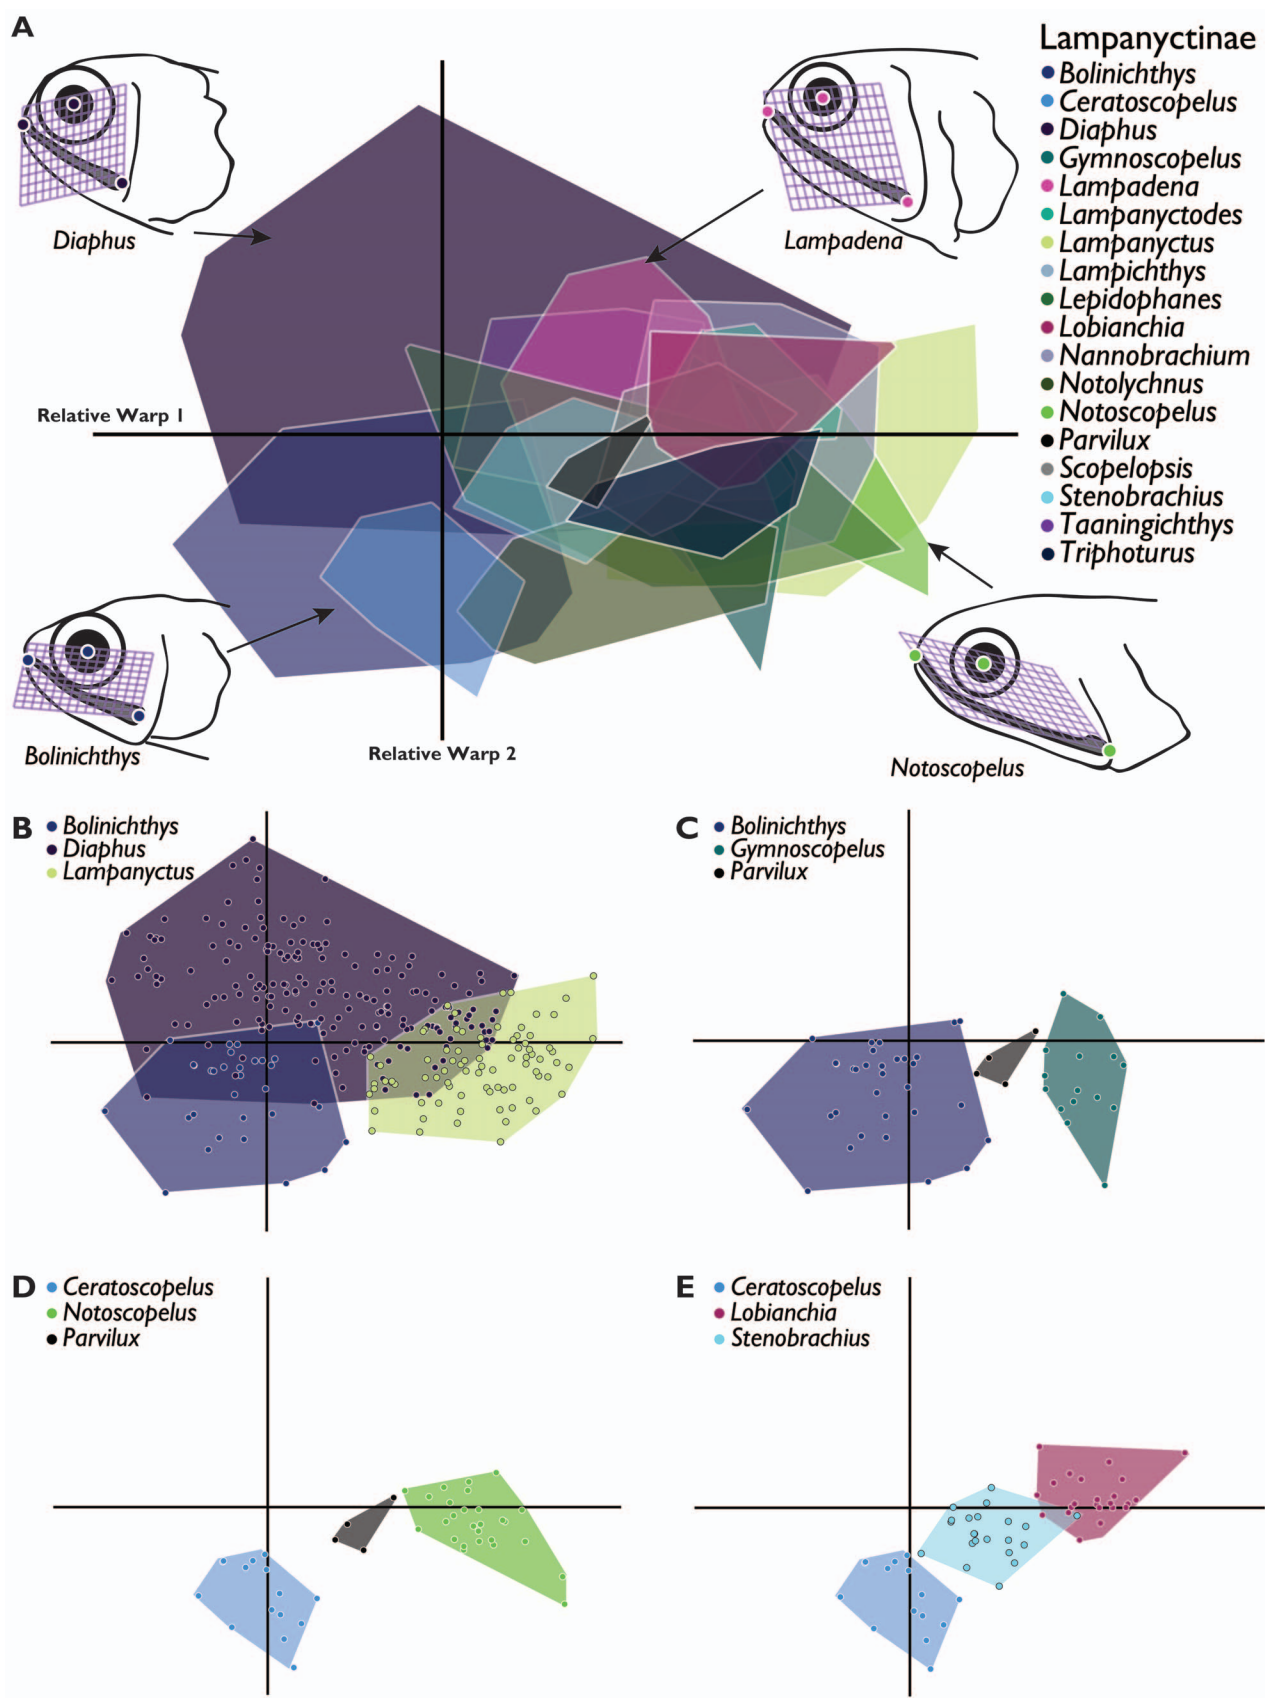 A
Diaphus
Lampadena
Lampanyctinae
Bolinichthys
Ceratoscopelus
Diaphus
Gymnoscopelus
Lampadena
Lampanyctodes
Lampanyctus
Lampichthys
Lepidophanes
Lobianchia
Nannobrachium
Notolychnus
Notoscopelus
Parvilux
Scopelopsis
Stenobrachius
Taaningichthys
Triphoturus
Relative Warp 1
Relative Warp 2
Bolinichthys
Notoscopelus
B
Bolinichthys
Diaphus
Lampanyctus
C
Bolinichthys
Gymnoscopelus
Parvilux
D
Ceratoscopelus
Notoscopelus
Parvilux
E
Ceratoscopelus
Lobianchia
Stenobrachius